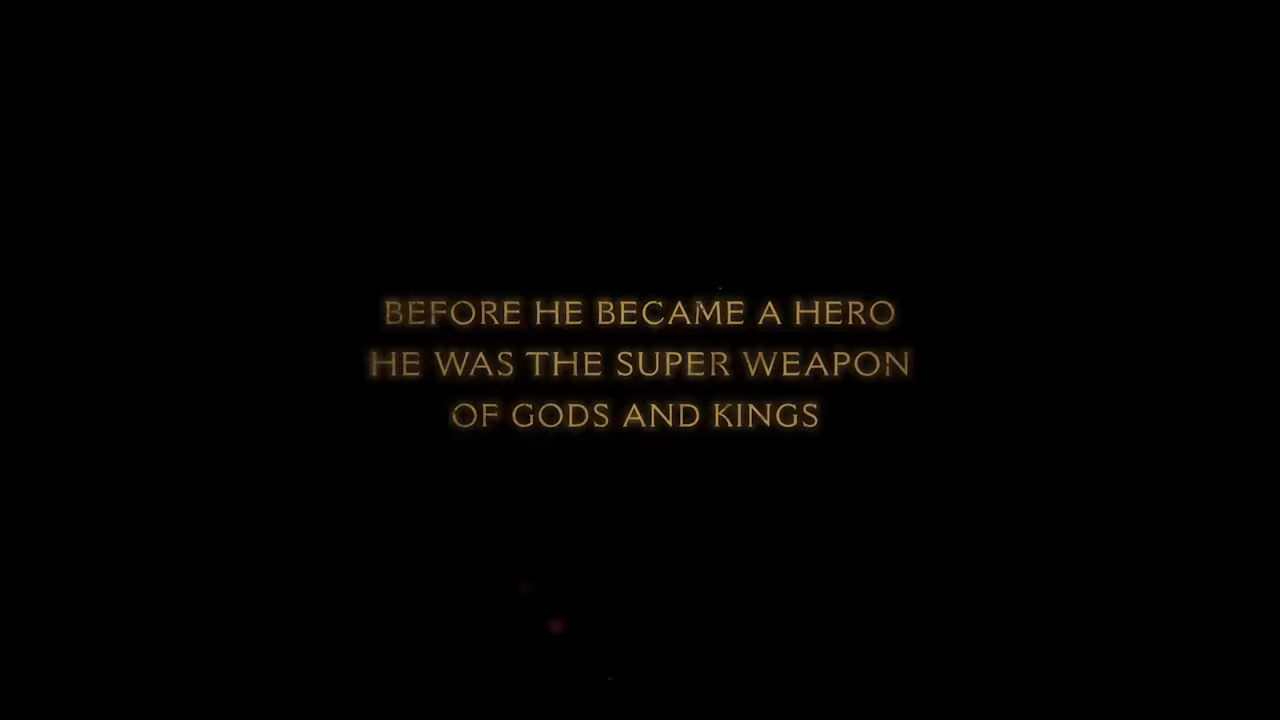 BEFORE HE BECAME A HERO
HE WAS THE SUPER WEAPON
OF GODS AND KINGS